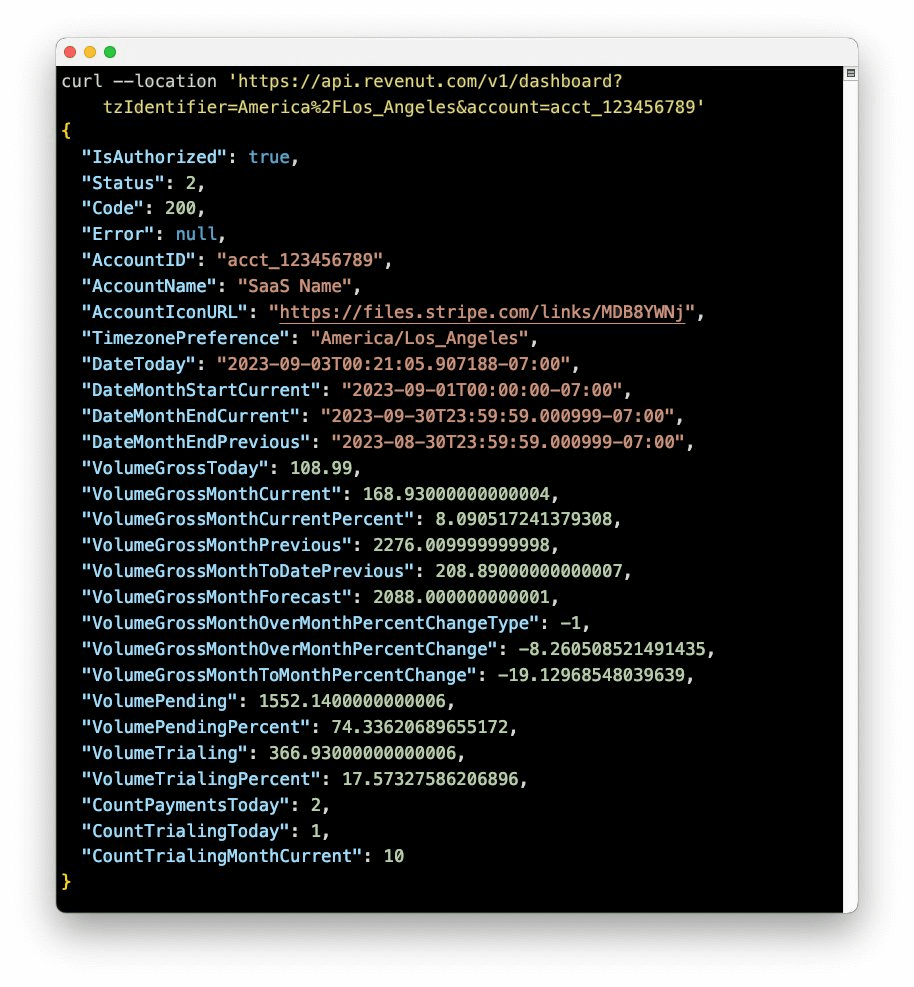 curl --location 'https://api.revenut.com/v1/dashboard?
tzIdentifier=America%2FLos_Angeles&account=acct_123456789'
{
"IsAuthorized": true,
"Status": 2,
"Code": 200,
"Error": null,
"AccountID": "acct_123456789",
"AccountName": "SaaS Name",
"AccountIconURL": "https://files.stripe.com/links/MDB8YWNj",
"TimezonePreference": "America/Los_Angeles",
"DateToday": "2023-09-03T00:21:05.907188-07:00",
"DateMonthStartCurrent": "2023-09-01T00:00:00-07:00",
"DateMonthEndCurrent": "2023-09-30T23:59:59.000999-07:00",
"DateMonthEndPrevious": "2023-08-30T23:59:59.000999-07:00",
"VolumeGrossToday": 108.99,
"VolumeGrossMonthCurrent": 168.93000000000004,
"VolumeGrossMonthCurrentPercent": 8.090517241379308,
"VolumeGrossMonthPrevious": 2276.009999999998,
"VolumeGrossMonthToDatePrevious": 208.89000000000007,
"VolumeGrossMonthForecast": 2088.000000000001,
"VolumeGrossMonthOverMonthPercentChangeType": -1,
"VolumeGrossMonthOverMonthPercentChange": -8.260508521491435,
"VolumeGrossMonthToMonthPercentChange": -19.12968548039639,
"VolumePending": 1552.1400000000006,
"VolumePendingPercent": 74.33620689655172,
"VolumeTrialing": 366.93000000000006,
"VolumeTrialingPercent": 17.57327586206896,
"CountPaymentsToday": 2,
"CountTrialingToday": 1,
"CountTrialingMonthCurrent": 10
}